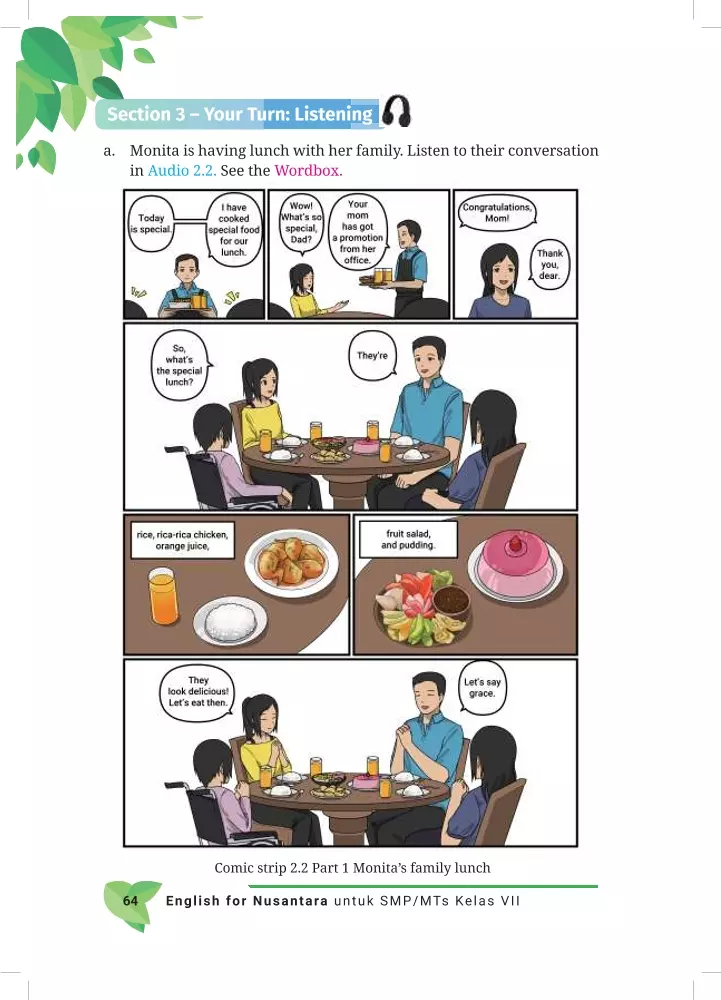 Section 3 – Your Turn: Listening
a. Monita is having lunch with her family. Listen to their conversation
in Audio 2.2. See the Wordbox.
Today
is special.
I have
cooked
special food
for our
lunch.
Wow!
What's so
special,
Dad?
Your
mom
has got
a promotion
from her
office.
Congratulations,
Mom!
Thank
you,
dear.
So,
what's
the special
lunch?
They're
rice, rica-rica chicken,
orange juice,
fruit salad,
and pudding.
They
look delicious!
Let's eat then.
Let's say
grace.
Comic strip 2.2 Part 1 Monita's family lunch
64 English for Nusantara untuk SMP/MTs Kelas VII